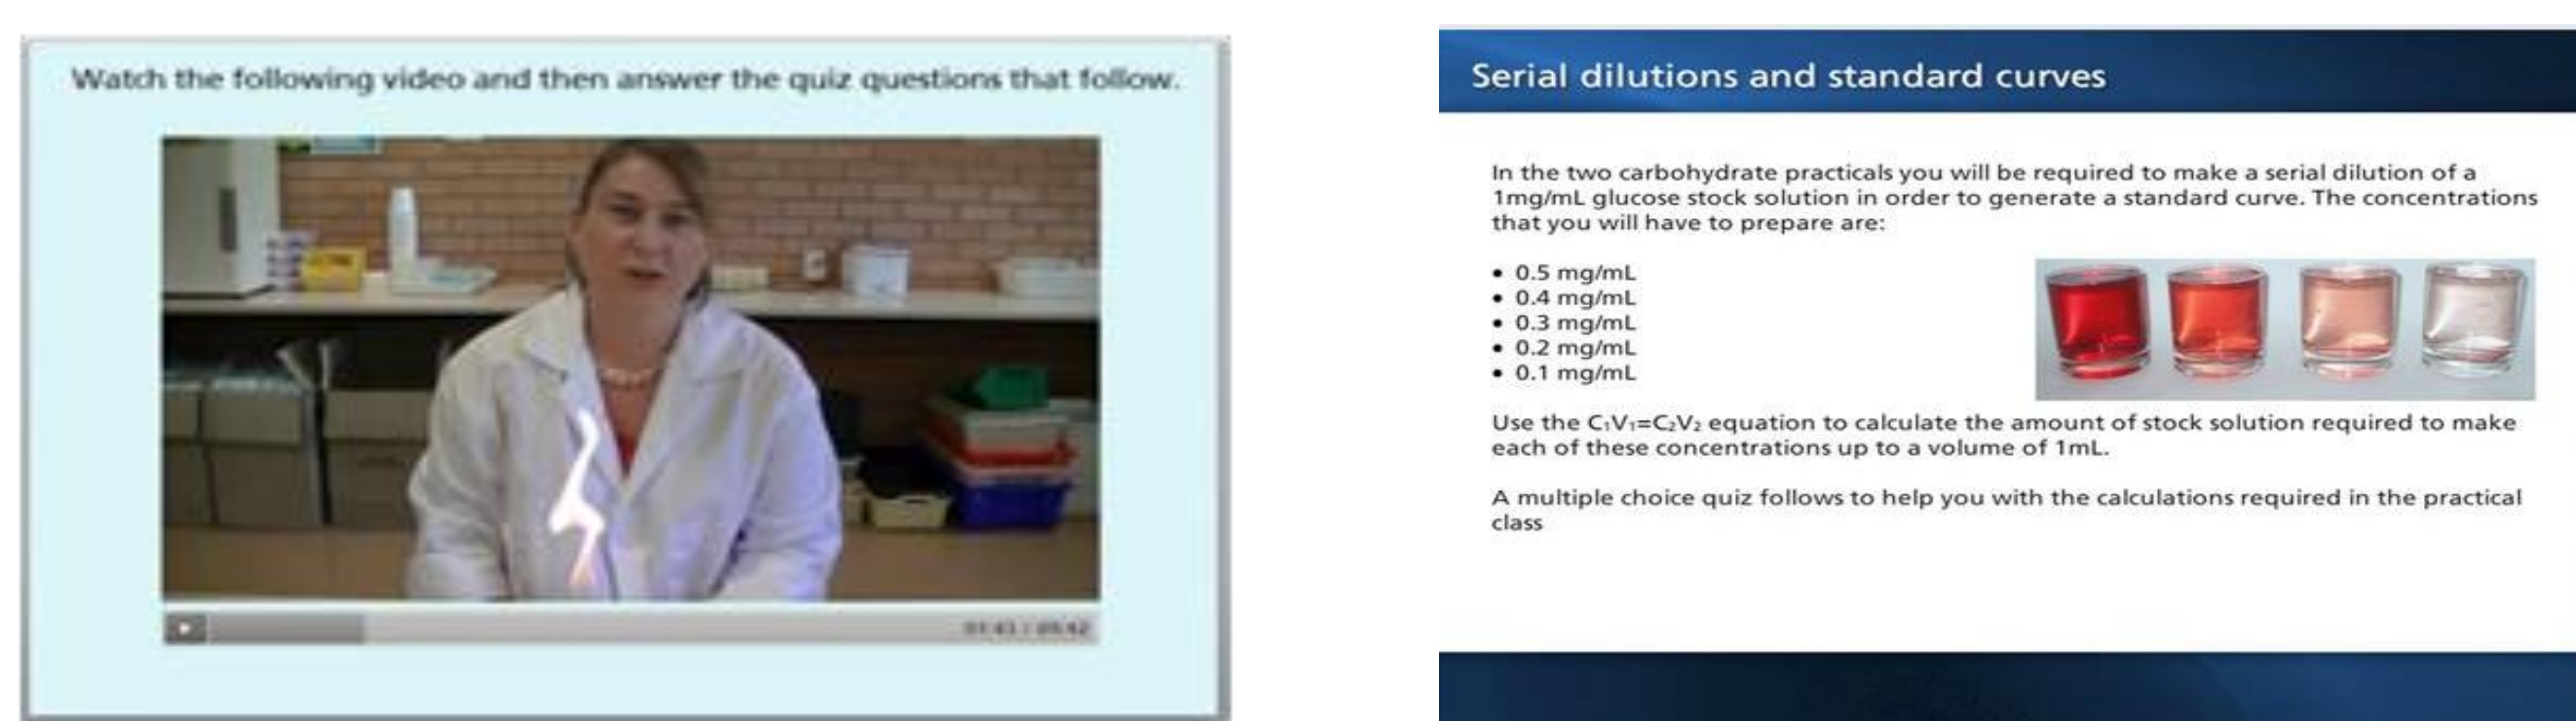 Watch the following video and then answer the quiz questions that follow.
Serial dilutions and standard curves
In the two carbohydrate practicals you will be required to make a serial dilution of a
1mg/mL glucose stock solution in order to generate a standard curve. The concentrations
that you will have to prepare are:
• 0.5 mg/mL
• 0.4 mg/mL
• 0.3 mg/mL
• 0.2 mg/mL
• 0.1 mg/mL
Use the C₁V₁=C₂V₂ equation to calculate the amount of stock solution required to make
each of these concentrations up to a volume of 1mL.
A multiple choice quiz follows to help you with the calculations required in the practical
class